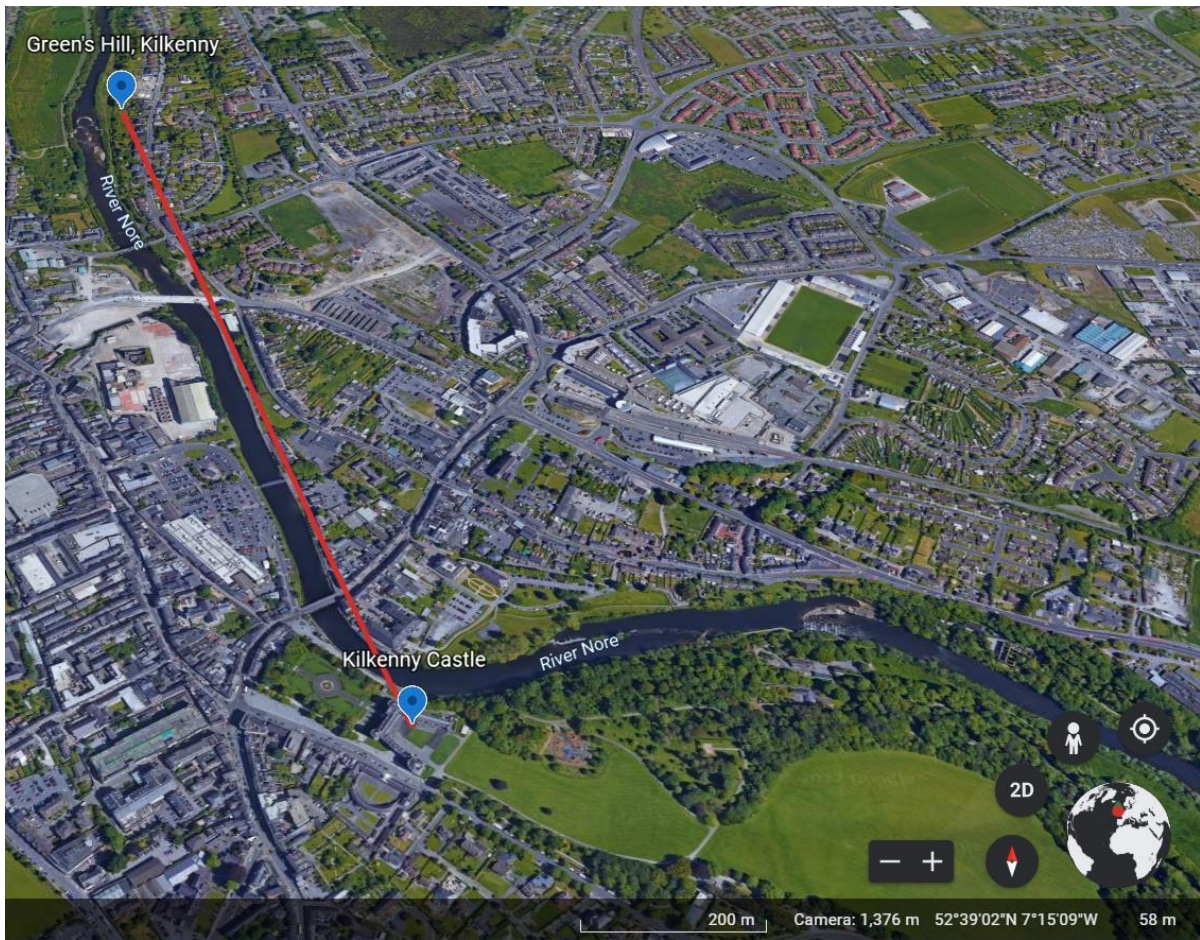 Green's Hill, Kilkenny
River Nore
Kilkenny Castle
River Nore
2D
200 m
Camera: 1,376 m 52°39'02"N 7°15'09"W 58 m